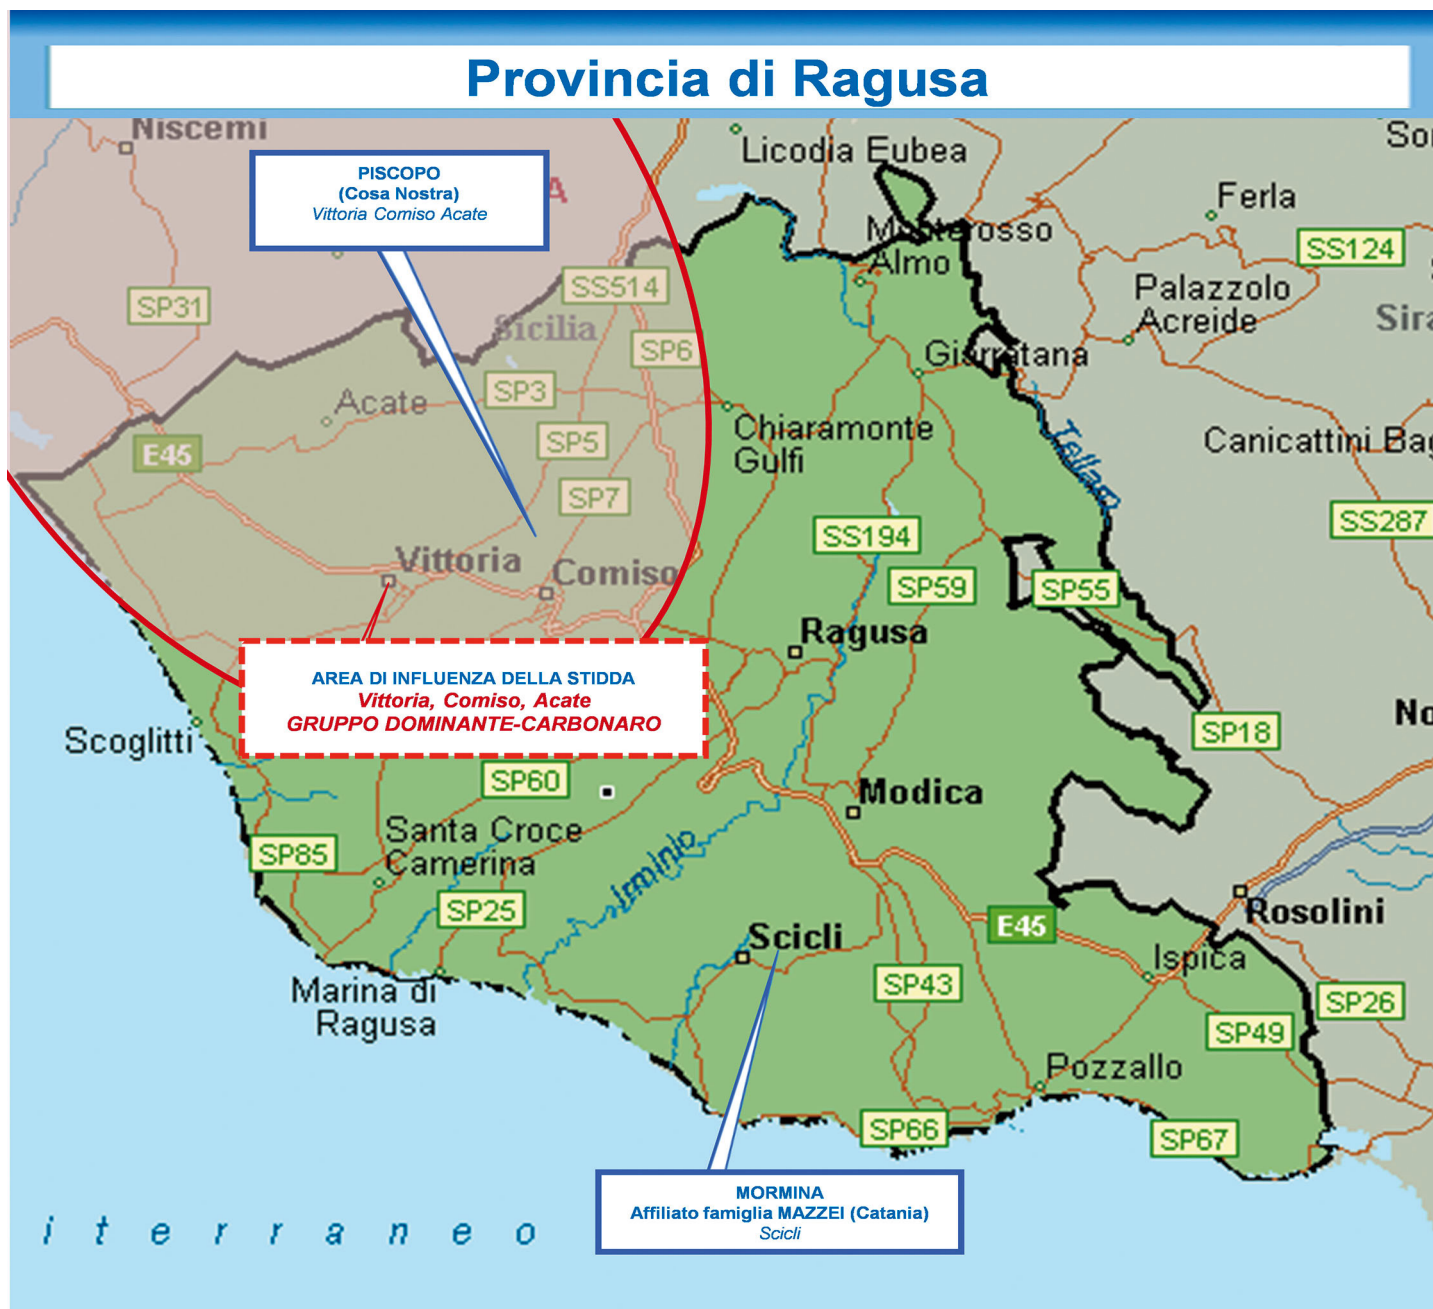 Provincia di Ragusa
Niscemi
Licodia Eubea
PISCOPO
(Cosa Nostra)
Vittoria Comiso Acate
A
Ferla
Monterosso
Almo
SS124
Palazzolo
Acreide
SP31
SS514
Sicilia
SP6
Giarratana
SP3
Acate
Chiaramonte
Gulfi
SP5
E45
Tellaro
SP7
SS194
SS287
Vittoria
Comiso
SP59
SP55
Ragusa
AREA DI INFLUENZA DELLA STIDDA
Vittoria, Comiso, Acate
GRUPPO DOMINANTE-CARBONARO
Scoglitti
SP18
SP60
Modica
Santa Croce
Camerina
SP85
Irminio
SP25
Rosolini
E45
Scicli
Ispica
SP43
Marina di
Ragusa
SP26
SP49
Pozzallo
SP66
SP67
MORMINA
Affiliato famiglia MAZZEI (Catania)
Scicli
i t e r r a n e o